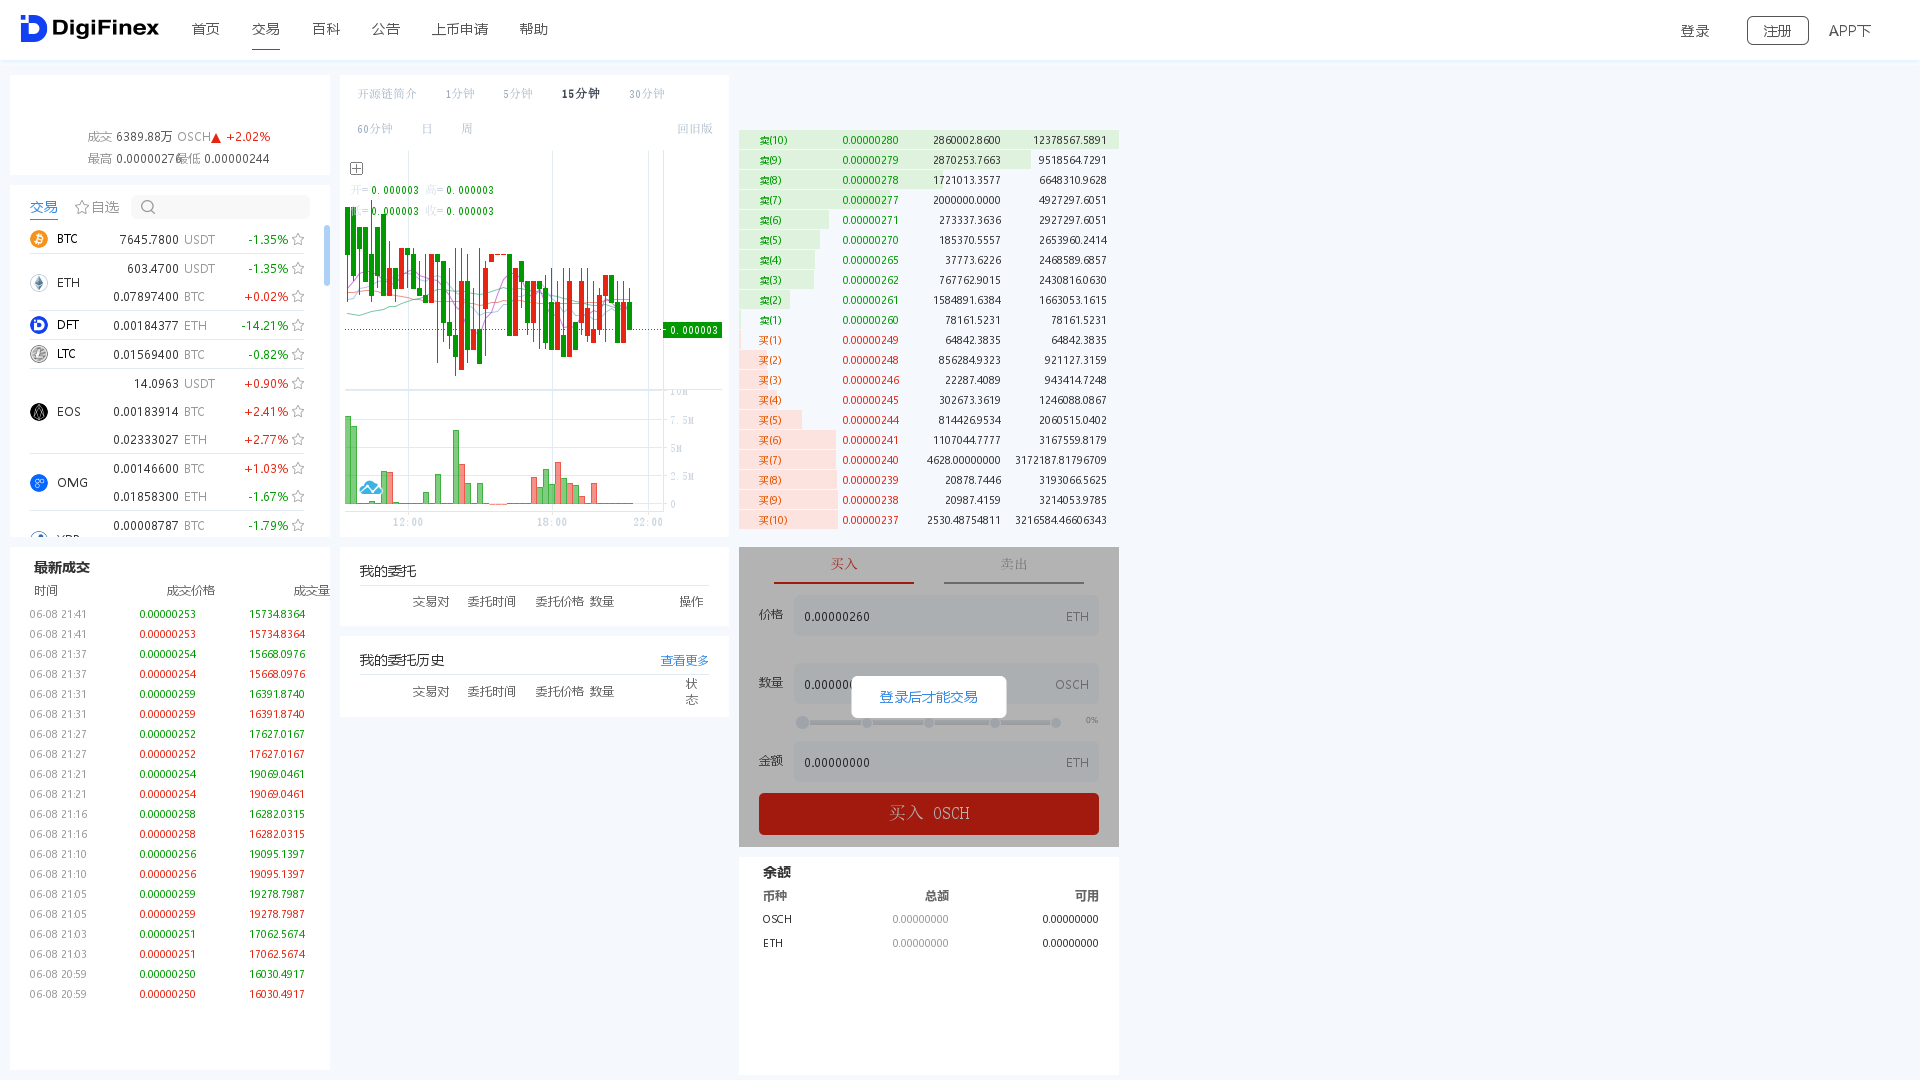 DigiFinex 首页 交易 百科 公告 上币申请 帮助 登录 注册 APP下
成交 6389.88万 OSCH▲ +2.02%
最高 0.00000276 最低 0.00000244
交易 自选
BTC 7645.7800 USDT -1.35%
ETH 603.4700 USDT -1.35%
0.07897400 BTC +0.02%
DFT 0.00184377 ETH -14.21%
LTC 0.01569400 BTC -0.82%
EOS 14.0963 USDT +0.90%
0.00183914 BTC +2.41%
0.02333027 ETH +2.77%
OMG 0.00146600 BTC +1.03%
0.01858300 ETH -1.67%
0.00008787 BTC -1.79%
最新成交
时间 成交价格 成交量
06-08 21:41 0.00000253 15734.8364
06-08 21:41 0.00000253 15734.8364
06-08 21:37 0.00000254 15668.0976
06-08 21:37 0.00000254 15668.0976
06-08 21:31 0.00000259 16391.8740
06-08 21:31 0.00000259 16391.8740
06-08 21:27 0.00000252 17627.0167
06-08 21:27 0.00000252 17627.0167
06-08 21:21 0.00000254 19069.0461
06-08 21:21 0.00000254 19069.0461
06-08 21:16 0.00000258 16282.0315
06-08 21:16 0.00000258 16282.0315
06-08 21:10 0.00000256 19095.1397
06-08 21:10 0.00000256 19095.1397
06-08 21:05 0.00000259 19278.7987
06-08 21:05 0.00000259 19278.7987
06-08 21:03 0.00000251 17062.5674
06-08 21:03 0.00000251 17062.5674
06-08 20:59 0.00000250 16030.4917
06-08 20:59 0.00000250 16030.4917
开源链简介 1分钟 5分钟 15分钟 30分钟
60分钟 日 周 回旧版
开=0.000003 高=0.000003
=0.000003 收=0.000003
0.000003
10M
7.5M
5M
2.5M
0
12:00 18:00 22:00
我的委托
交易对 委托时间 委托价格 数量 操作
我的委托历史 查看更多
交易对 委托时间 委托价格 数量 状态
卖(10) 0.00000280 2860002.8600 12378567.5891
卖(9) 0.00000279 2870253.7663 9518564.7291
卖(8) 0.00000278 1721013.3577 6648310.9628
卖(7) 0.00000277 2000000.0000 4927297.6051
卖(6) 0.00000271 273337.3636 2927297.6051
卖(5) 0.00000270 185370.5557 2653960.2414
卖(4) 0.00000265 37773.6226 2468589.6857
卖(3) 0.00000262 767762.9015 2430816.0630
卖(2) 0.00000261 1584891.6384 1663053.1615
卖(1) 0.00000260 78161.5231 78161.5231
买(1) 0.00000249 64842.3835 64842.3835
买(2) 0.00000248 856284.9323 921127.3159
买(3) 0.00000246 22287.4089 943414.7248
买(4) 0.00000245 302673.3619 1246088.0867
买(5) 0.00000244 814426.9534 2060515.0402
买(6) 0.00000241 1107044.7777 3167559.8179
买(7) 0.00000240 4628.00000000 3172187.81796709
买(8) 0.00000239 20878.7446 3193066.5625
买(9) 0.00000238 20987.4159 3214053.9785
买(10) 0.00000237 2530.48754811 3216584.46606343
买入 卖出
价格 0.00000260 ETH
数量 0.00000 OSCH
登录后才能交易
0%
金额 0.00000000 ETH
买入 OSCH
余额
币种 总额 可用
OSCH 0.00000000 0.00000000
ETH 0.00000000 0.00000000